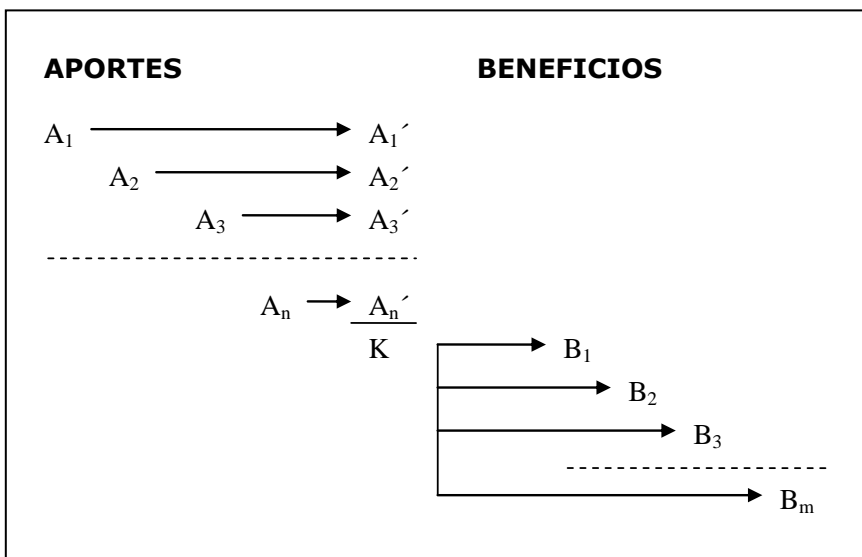 APORTES BENEFICIOS
A₁ A₁´
A₂ A₂´
A₃ A₃´
Aₙ Aₙ´
K B₁
B₂
B₃
Bₘ